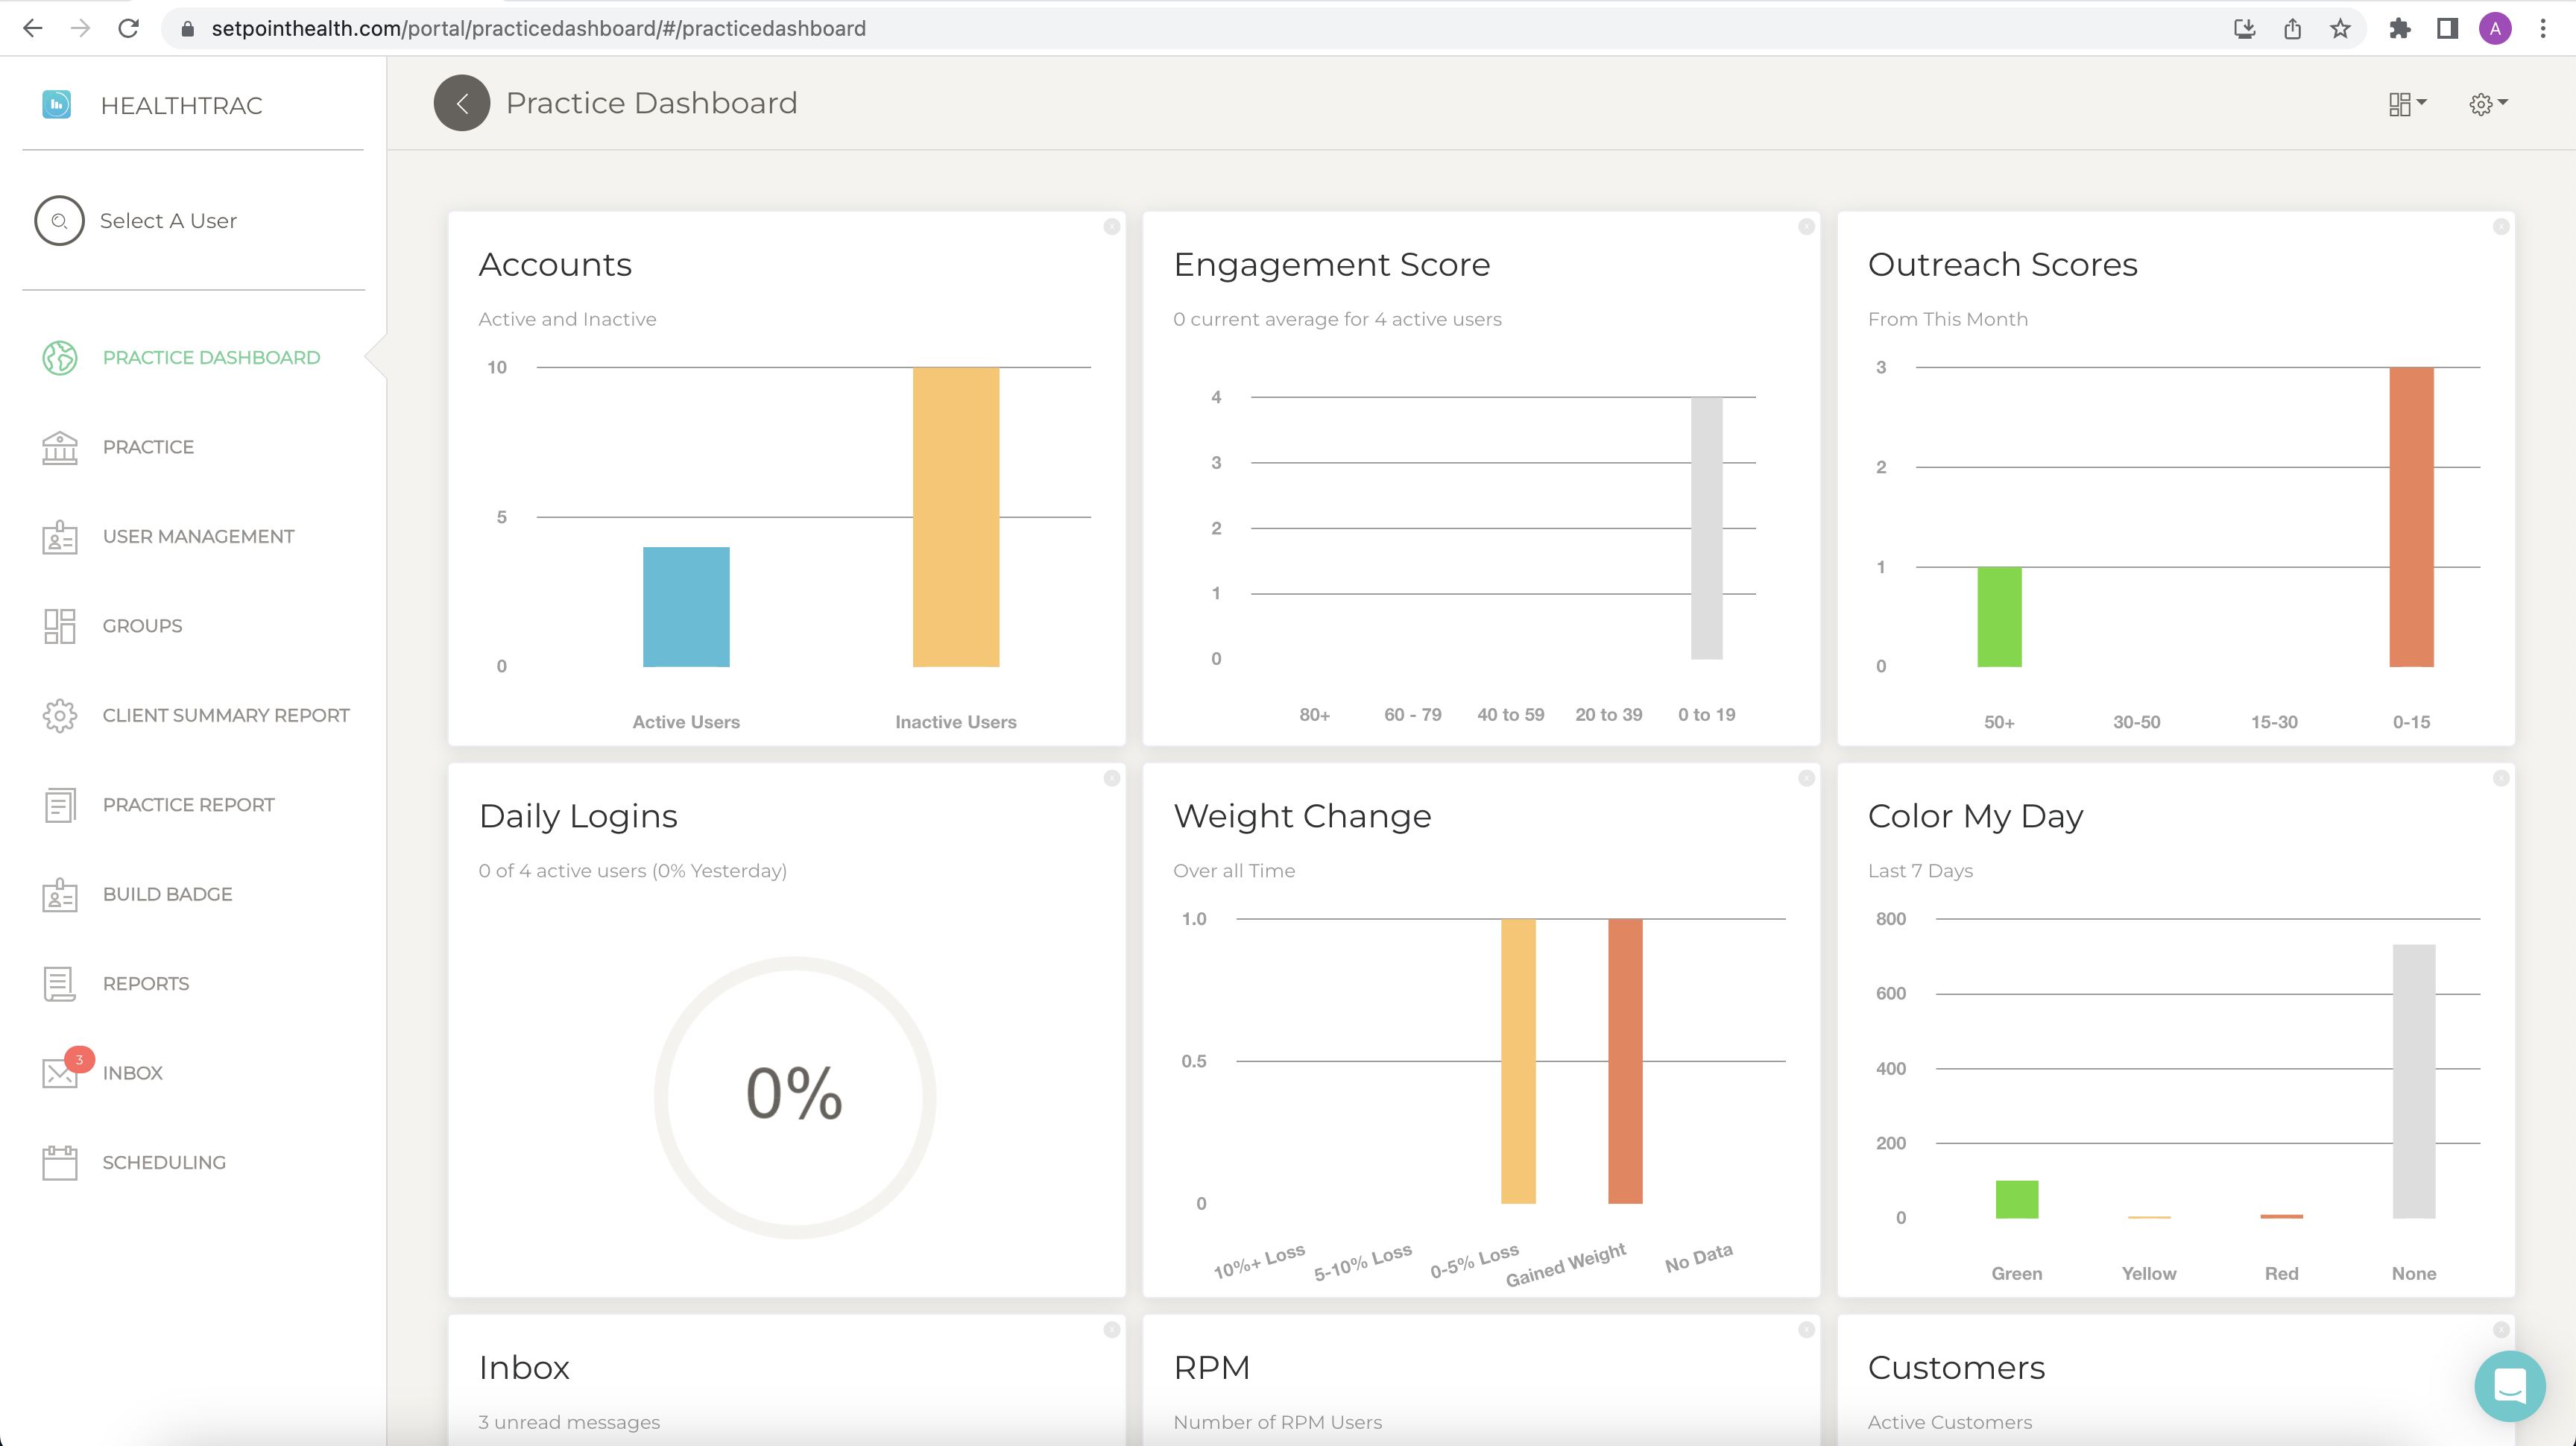 setpointhealth.com/portal/practicedashboard/#/practicedashboard
A
HEALTHTRAC
Select A User
PRACTICE DASHBOARD
PRACTICE
USER MANAGEMENT
GROUPS
CLIENT SUMMARY REPORT
PRACTICE REPORT
BUILD BADGE
REPORTS
3
INBOX
SCHEDULING
Practice Dashboard
Accounts
Active and Inactive
10
5
0
Active Users
Inactive Users
Engagement Score
0 current average for 4 active users
4
3
2
1
0
80+
60 - 79
40 to 59
20 to 39
0 to 19
Outreach Scores
From This Month
3
2
1
0
50+
30-50
15-30
0-15
Daily Logins
0 of 4 active users (0% Yesterday)
0%
Weight Change
Over all Time
1.0
0.5
0
10%+ Loss
5-10% Loss
0-5% Loss
Gained Weight
No Data
Color My Day
Last 7 Days
800
600
400
200
0
Green
Yellow
Red
None
Inbox
3 unread messages
RPM
Number of RPM Users
Customers
Active Customers